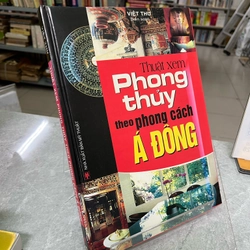 VIỆT THƯ
Thuật xem
Phong
thủy
theo phong cách
Á ĐÔNG